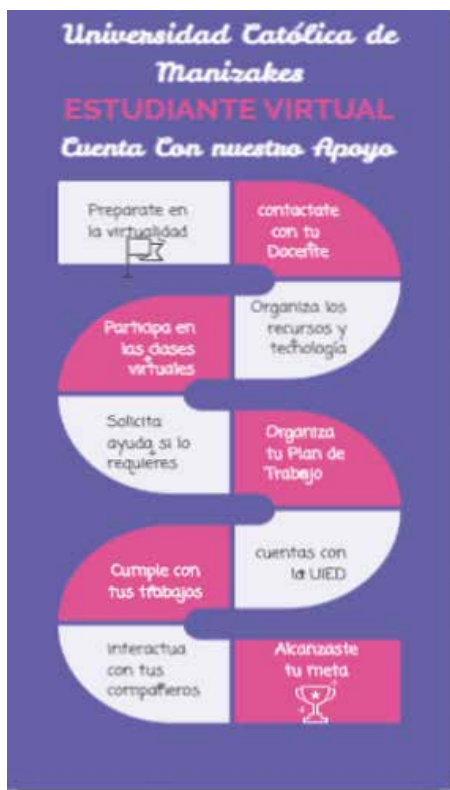 Universidad Católica de
Manizakes
ESTUDIANTE VIRTUAL
Cuenta Con nuestro Apoyo
Preparate en
la virtualidad
contactate
con tu
Docente
Organiza los
recursos y
technología
Participa en
las clases
virtuales
Solicita
ayuda si lo
requieres
Organiza
tu Plan de
Trabajo
cuentas con
la UIED
Cumple con
tus trabajos
Interactua
con tus
compañeros
Alcanzaste
tu meta